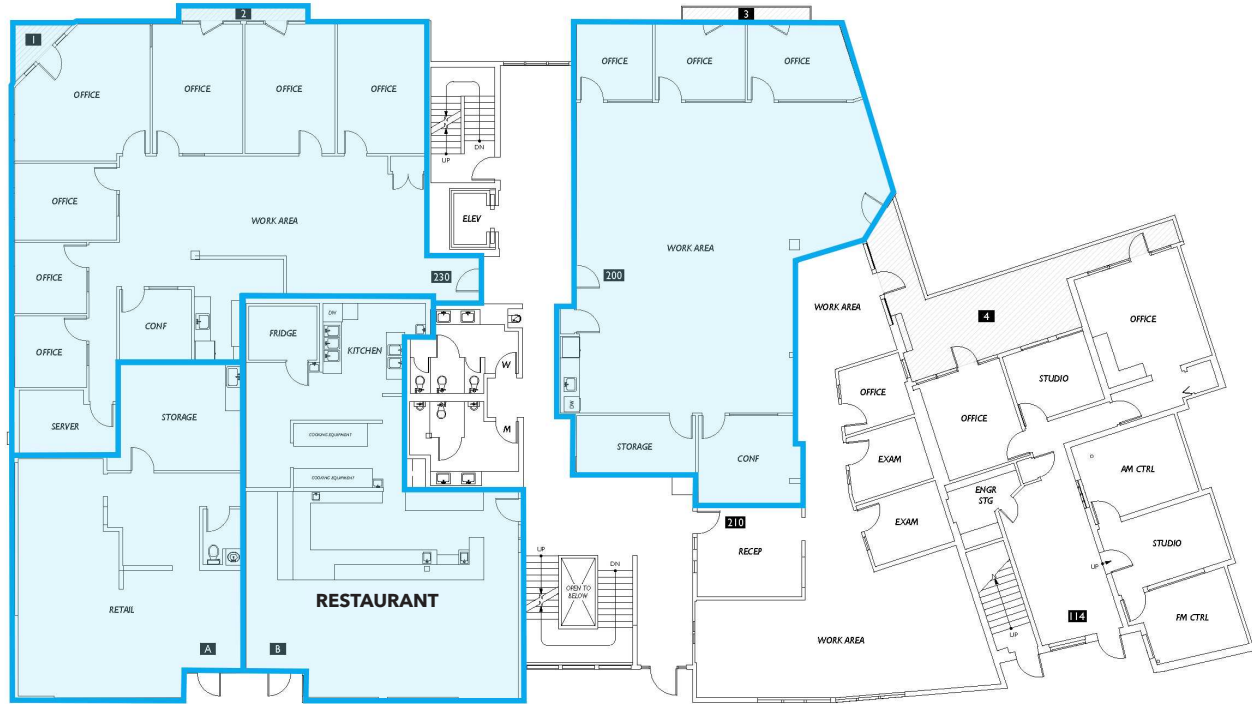 2
3
1
OFFICE
OFFICE
OFFICE
OFFICE
OFFICE
OFFICE
OFFICE
UP
DN
OFFICE
WORK AREA
ELEV
WORK AREA
230
200
OFFICE
CONF
OFFICE
FRIDGE
DW
KITCHEN
W
M
WORK AREA
4
OFFICE
STUDIO
OFFICE
OFFICE
STORAGE
SERVER
COOKING EQUIPMENT
COOKING EQUIPMENT
DW
STORAGE
CONF
EXAM
ENGR
STG
AM CTRL
EXAM
210
RECEP
STUDIO
UP
UP
DN
OPEN TO
BELOW
RETAIL
RESTAURANT
UP
114
FM CTRL
WORK AREA
A
B